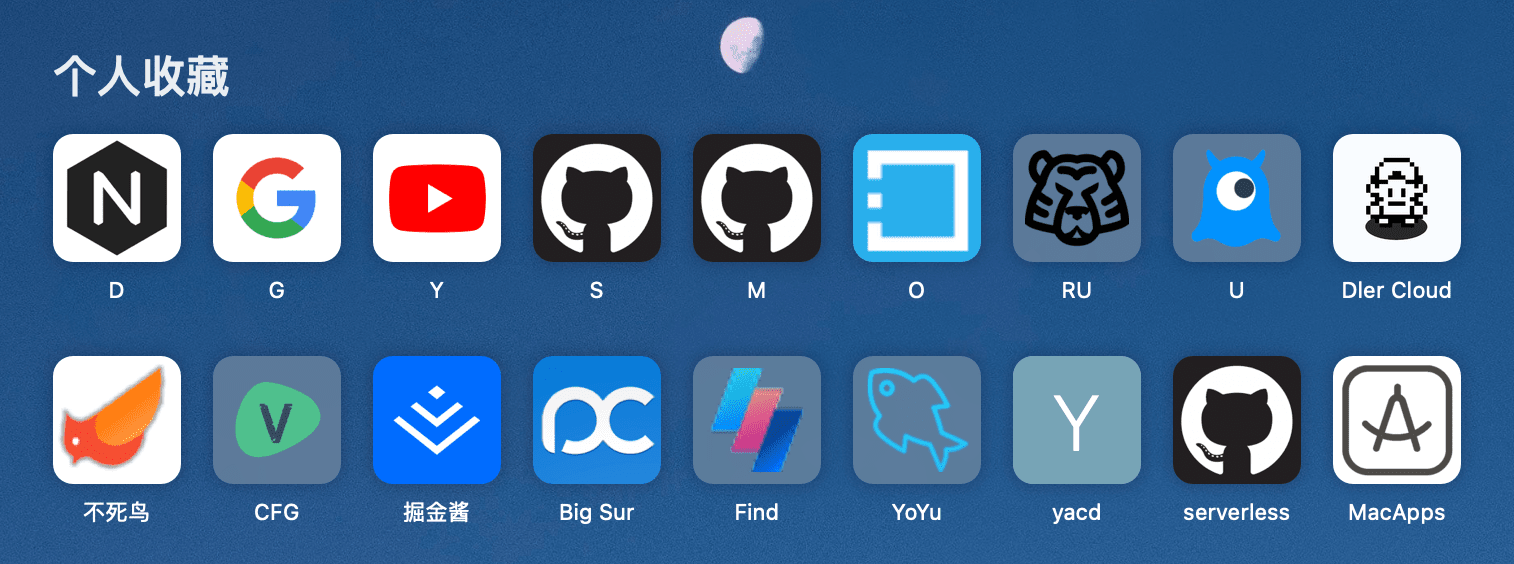 个人收藏
N G
D G Y S M O RU U Dler Cloud
V Y
不死鸟 CFG 掘金酱 Big Sur Find YoYu yacd serverless MacApps